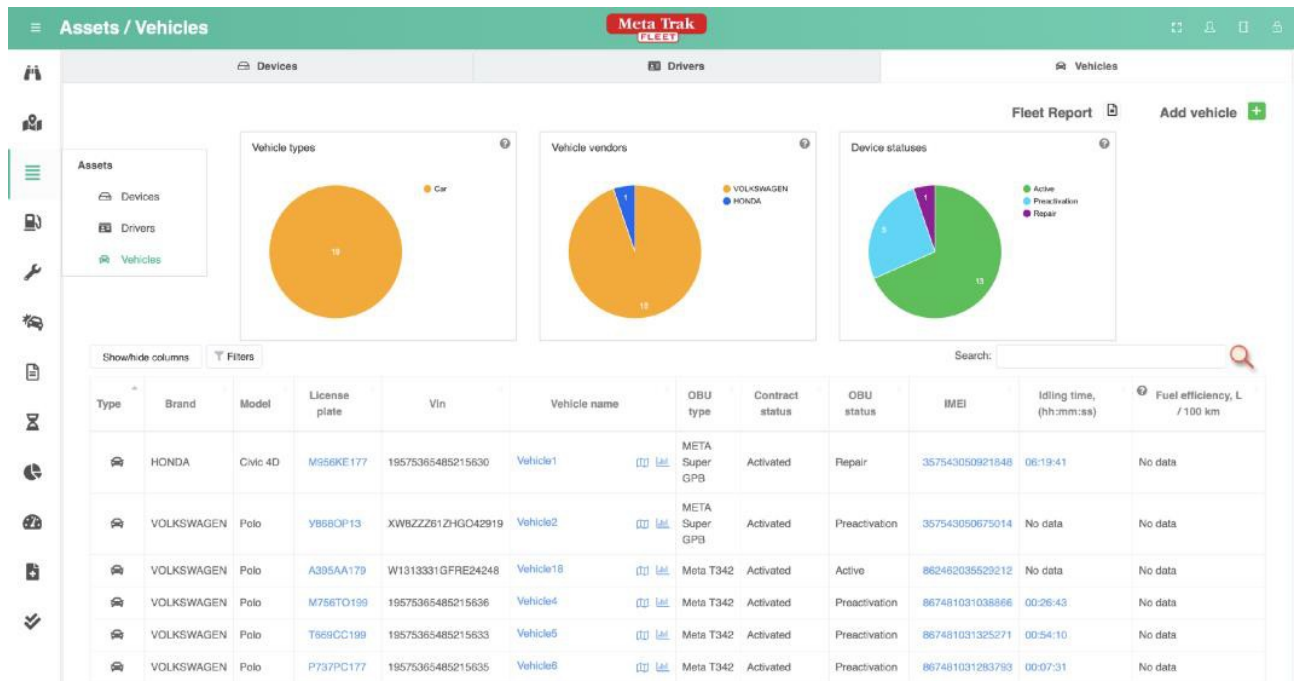 Assets / Vehicles
Meta Trak
FLEET
Devices
Drivers
Vehicles
Fleet Report
Add vehicle
Assets
Devices
Drivers
Vehicles
Vehicle types
Car
Vehicle vendors
VOLKSWAGEN
HONDA
1
18
Device statuses
Active
Preactivation
Repair
1
5
13
Show/hide columns
Filters
Search:
Type Brand Model License plate Vin Vehicle name OBU type Contract status OBU status IMEI Idling time, (hh:mm:ss) Fuel efficiency, L / 100 km
HONDA Civic 4D M956KE177 19575365485215630 Vehicle1 META Super GPB Activated Repair 357543050921848 06:19:41 No data
VOLKSWAGEN Polo У868OP13 XW8ZZZ61ZHGO42919 Vehicle2 META Super GPB Activated Preactivation 357543050675014 No data No data
VOLKSWAGEN Polo A395AA179 W1313331GFRE24248 Vehicle18 Meta T342 Activated Active 862462035529212 No data No data
VOLKSWAGEN Polo M756TO199 19575365485215636 Vehicle4 Meta T342 Activated Preactivation 867481031038866 00:26:43 No data
VOLKSWAGEN Polo T669CC199 19575365485215633 Vehicle5 Meta T342 Activated Preactivation 867481031325271 00:54:10 No data
VOLKSWAGEN Polo P737PC177 19575365485215635 Vehicle6 Meta T342 Activated Preactivation 867481031283793 00:07:31 No data